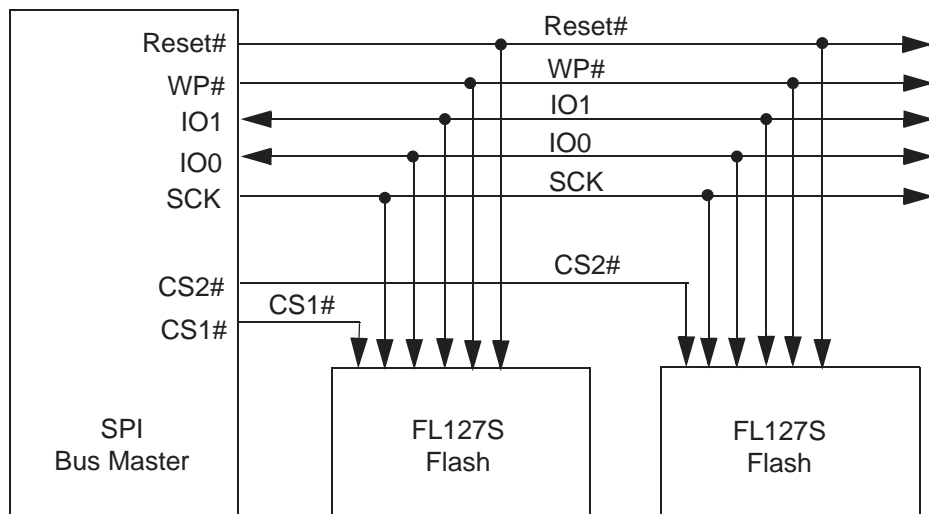 Reset#
Reset#
WP#
WP#
IO1
IO1
IO0
IO0
SCK
SCK
CS2#
CS2#
CS1#
CS1#
SPI
Bus Master
FL127S
Flash
FL127S
Flash